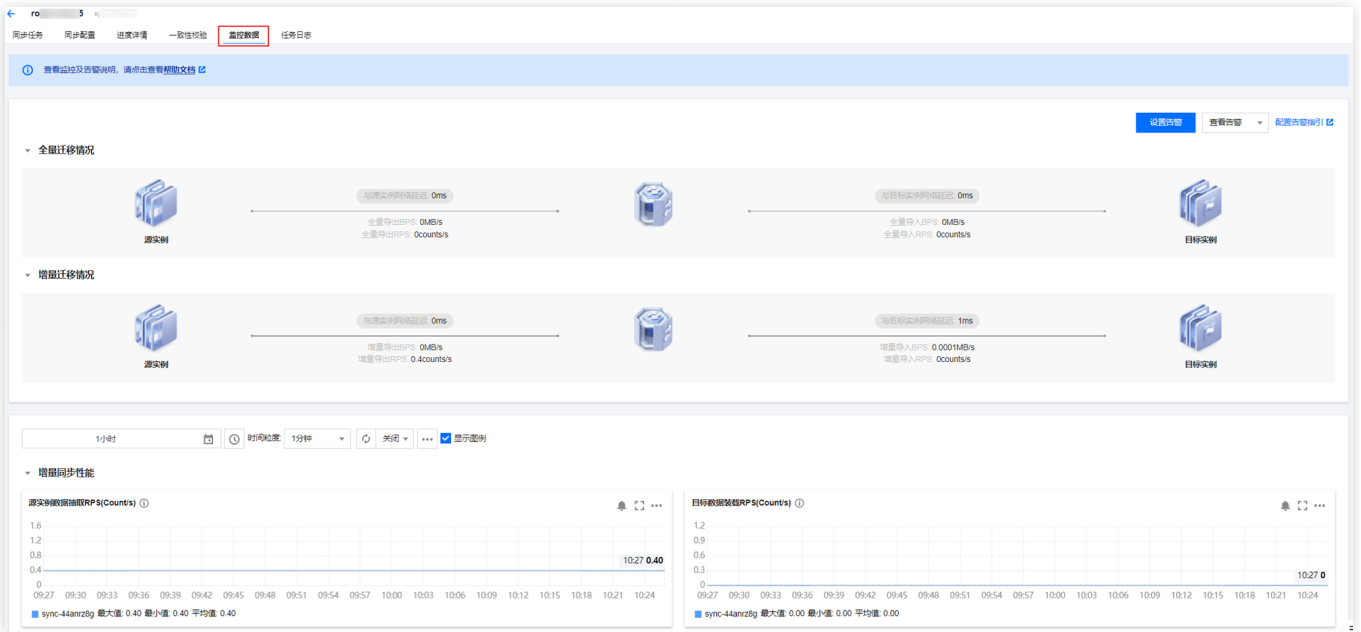 同步任务 同步配置 进度详情 一致性校验 监控数据 任务日志
查看监控及告警说明，请点击查看帮助文档
设置告警 查看告警 配置告警指引
全量迁移情况
与源实例网络延迟: 0ms 与目标实例网络延迟: 0ms
全量导出BPS: 0MB/s 全量导入BPS: 0MB/s
全量导出RPS: 0counts/s 全量导入RPS: 0counts/s
源实例 目标实例
增量迁移情况
与源实例网络延迟: 0ms 与目标实例网络延迟: 1ms
增量导出BPS: 0MB/s 增量导入BPS: 0.0001MB/s
增量导出RPS: 0.4counts/s 增量导入RPS: 0counts/s
源实例 目标实例
1小时 时间粒度: 1分钟 关闭 显示图例
增量同步性能
源实例数据抽取RPS(Count/s) 目标数据装载RPS(Count/s)
1.6 1.2
1.2 0.9
0.8 0.6
10:27 0.40
0.4 0.3
10:27 0
0 0
09:27 09:30 09:33 09:36 09:39 09:42 09:45 09:48 09:51 09:54 09:57 10:00 10:03 10:06 10:09 10:12 10:15 10:18 10:21 10:24 09:27 09:30 09:33 09:36 09:39 09:42 09:45 09:48 09:51 09:54 09:57 10:00 10:03 10:06 10:09 10:12 10:15 10:18 10:21 10:24
sync-44anrz8g 最大值: 0.40 最小值: 0.40 平均值: 0.40 sync-44anrz8g 最大值: 0.00 最小值: 0.00 平均值: 0.00